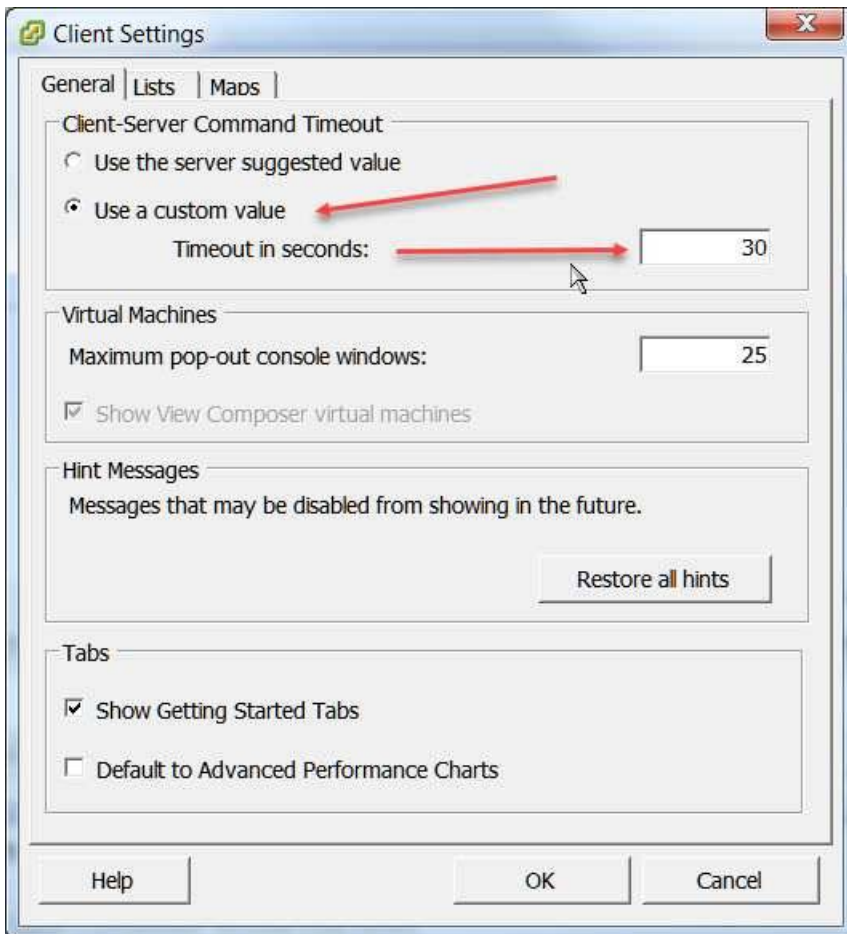 Client Settings
General Lists Maps
Client-Server Command Timeout
Use the server suggested value
Use a custom value
Timeout in seconds: 30
Virtual Machines
Maximum pop-out console windows: 25
Show View Composer virtual machines
Hint Messages
Messages that may be disabled from showing in the future.
Restore all hints
Tabs
Show Getting Started Tabs
Default to Advanced Performance Charts
Help OK Cancel